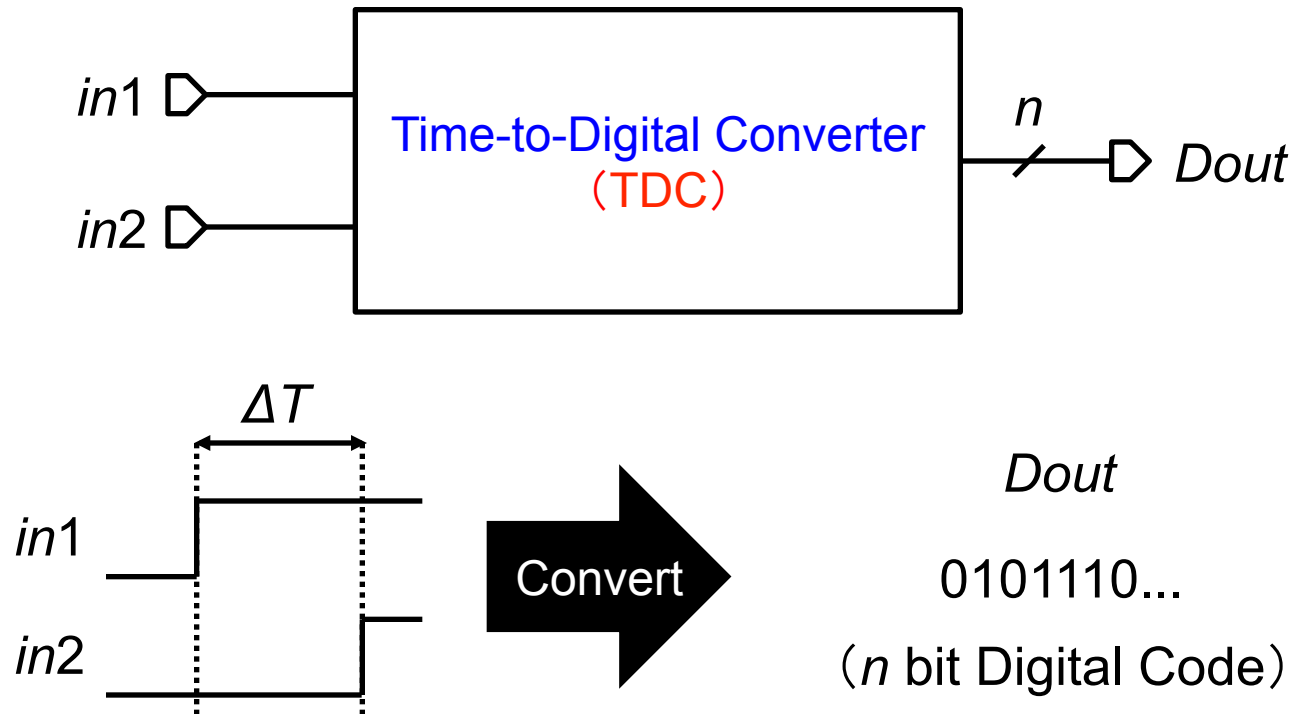 in1
in2
Time-to-Digital Converter
（TDC）
n
Dout
ΔT
in1
in2
Convert
Dout
0101110...
（n bit Digital Code）